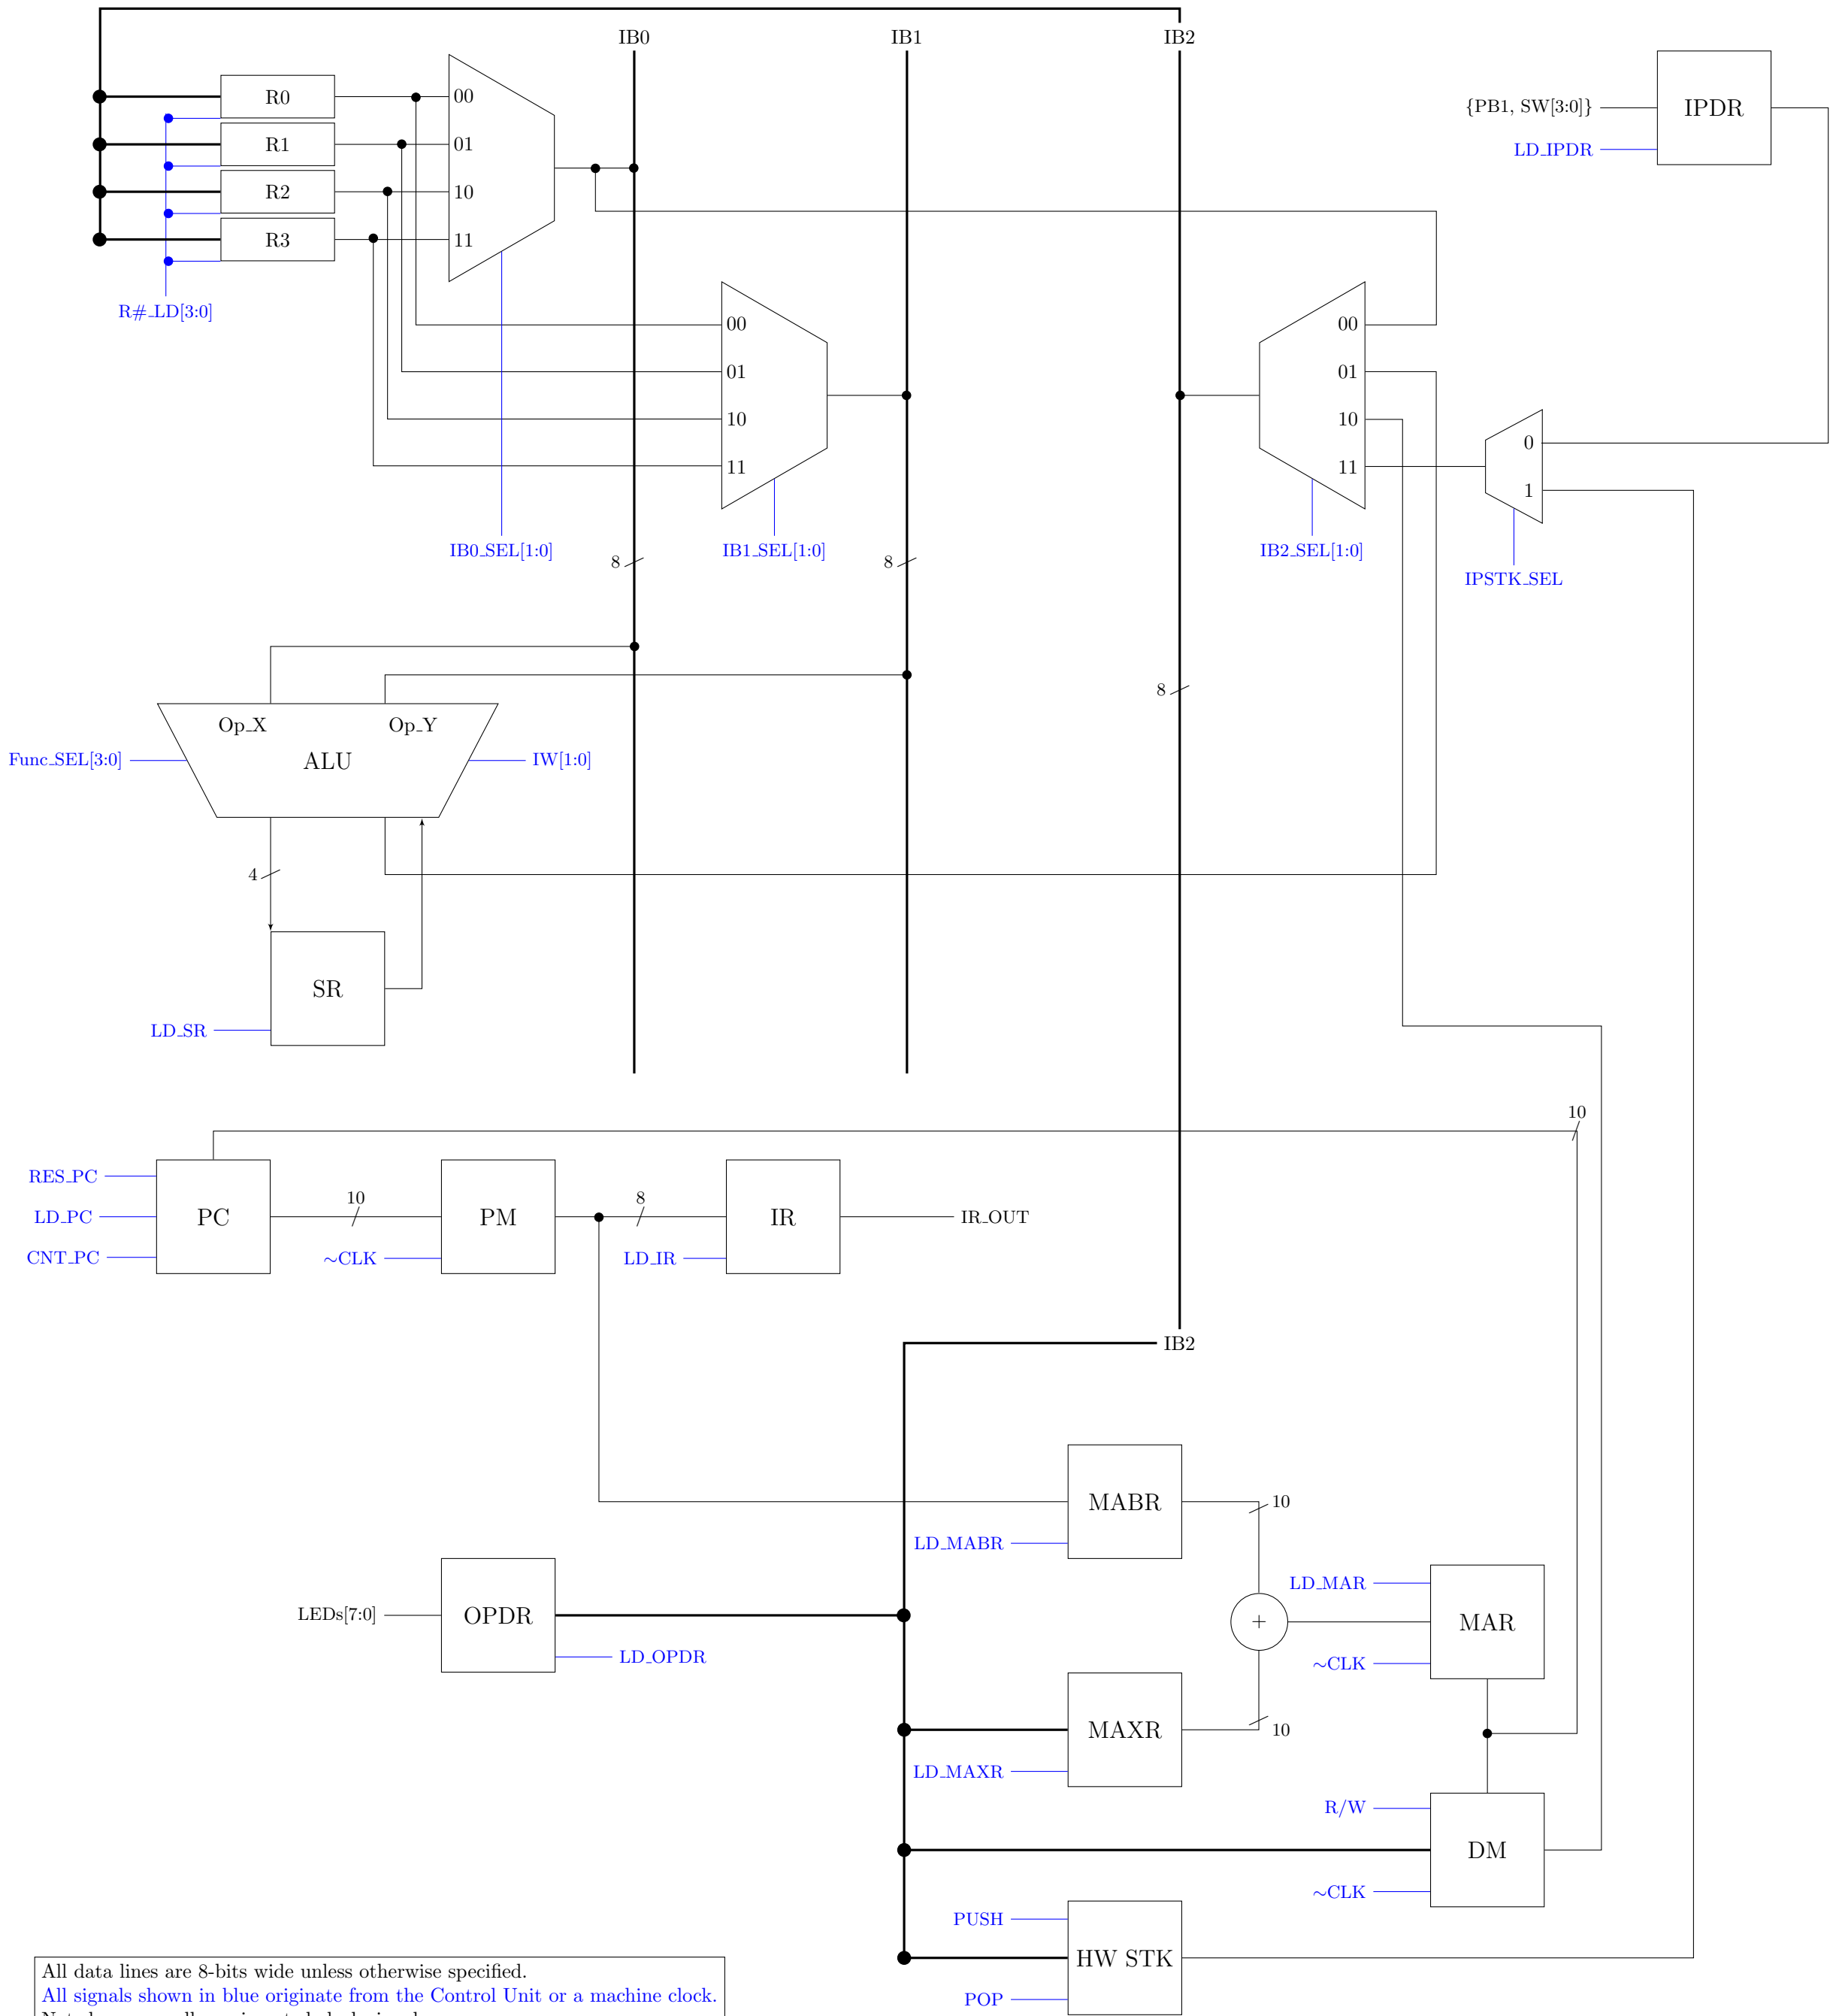 IB0
IB1
IB2
R0
R1
R2
R3
R#_LD[3:0]
00
01
10
11
IB0_SEL[1:0]
00
01
10
11
IB1_SEL[1:0]
00
01
10
11
IB2_SEL[1:0]
{PB1, SW[3:0]}
LD_IPDR
IPDR
0
1
IPSTK_SEL
8
8
8
Op_X
Op_Y
Func_SEL[3:0]
ALU
IW[1:0]
4
SR
LD_SR
10
RES_PC
LD_PC
CNT_PC
PC
10
PM
~CLK
8
IR
LD_IR
IR_OUT
IB2
MABR
LD_MABR
10
LEDs[7:0]
OPDR
LD_OPDR
+
LD_MAR
MAR
~CLK
MAXR
LD_MAXR
10
R/W
DM
~CLK
PUSH
HW STK
POP
All data lines are 8-bits wide unless otherwise specified.
All signals shown in blue originate from the Control Unit or a machine clock.